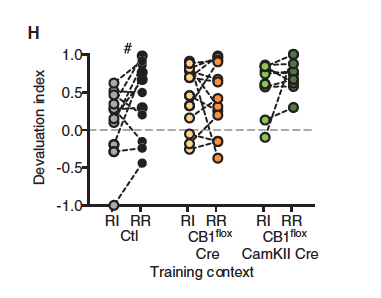 H
#
1.0
0.5
0.0
-0.5
-1.0
Devaluation index
RI RR RI RR RI RR
Ctl CB1flox CB1flox
Cre CamKII Cre
Training context